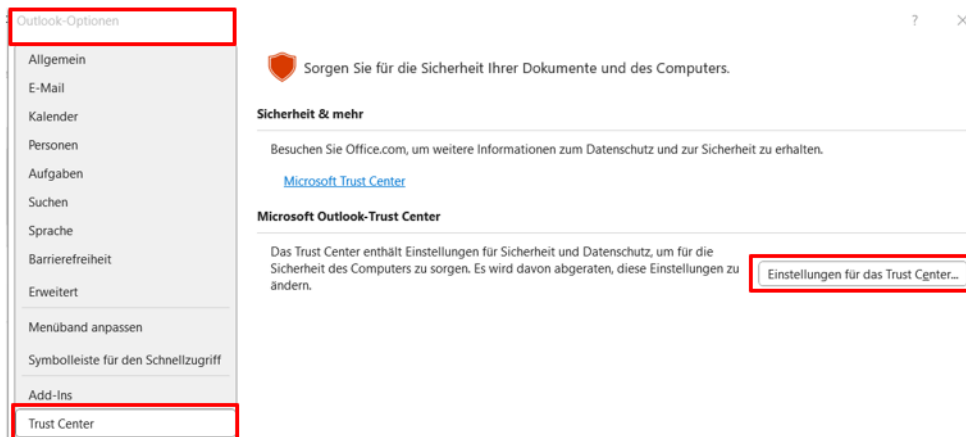 Outlook-Optionen
?
Allgemein
E-Mail
Kalender
Personen
Aufgaben
Suchen
Sprache
Barrierefreiheit
Erweitert
Menüband anpassen
Symbolleiste für den Schnellzugriff
Add-Ins
Trust Center
Sorgen Sie für die Sicherheit Ihrer Dokumente und des Computers.
Sicherheit & mehr
Besuchen Sie Office.com, um weitere Informationen zum Datenschutz und zur Sicherheit zu erhalten.
Microsoft Trust Center
Microsoft Outlook-Trust Center
Das Trust Center enthält Einstellungen für Sicherheit und Datenschutz, um für die
Sicherheit des Computers zu sorgen. Es wird davon abgeraten, diese Einstellungen zu
ändern.
Einstellungen für das Trust Center...